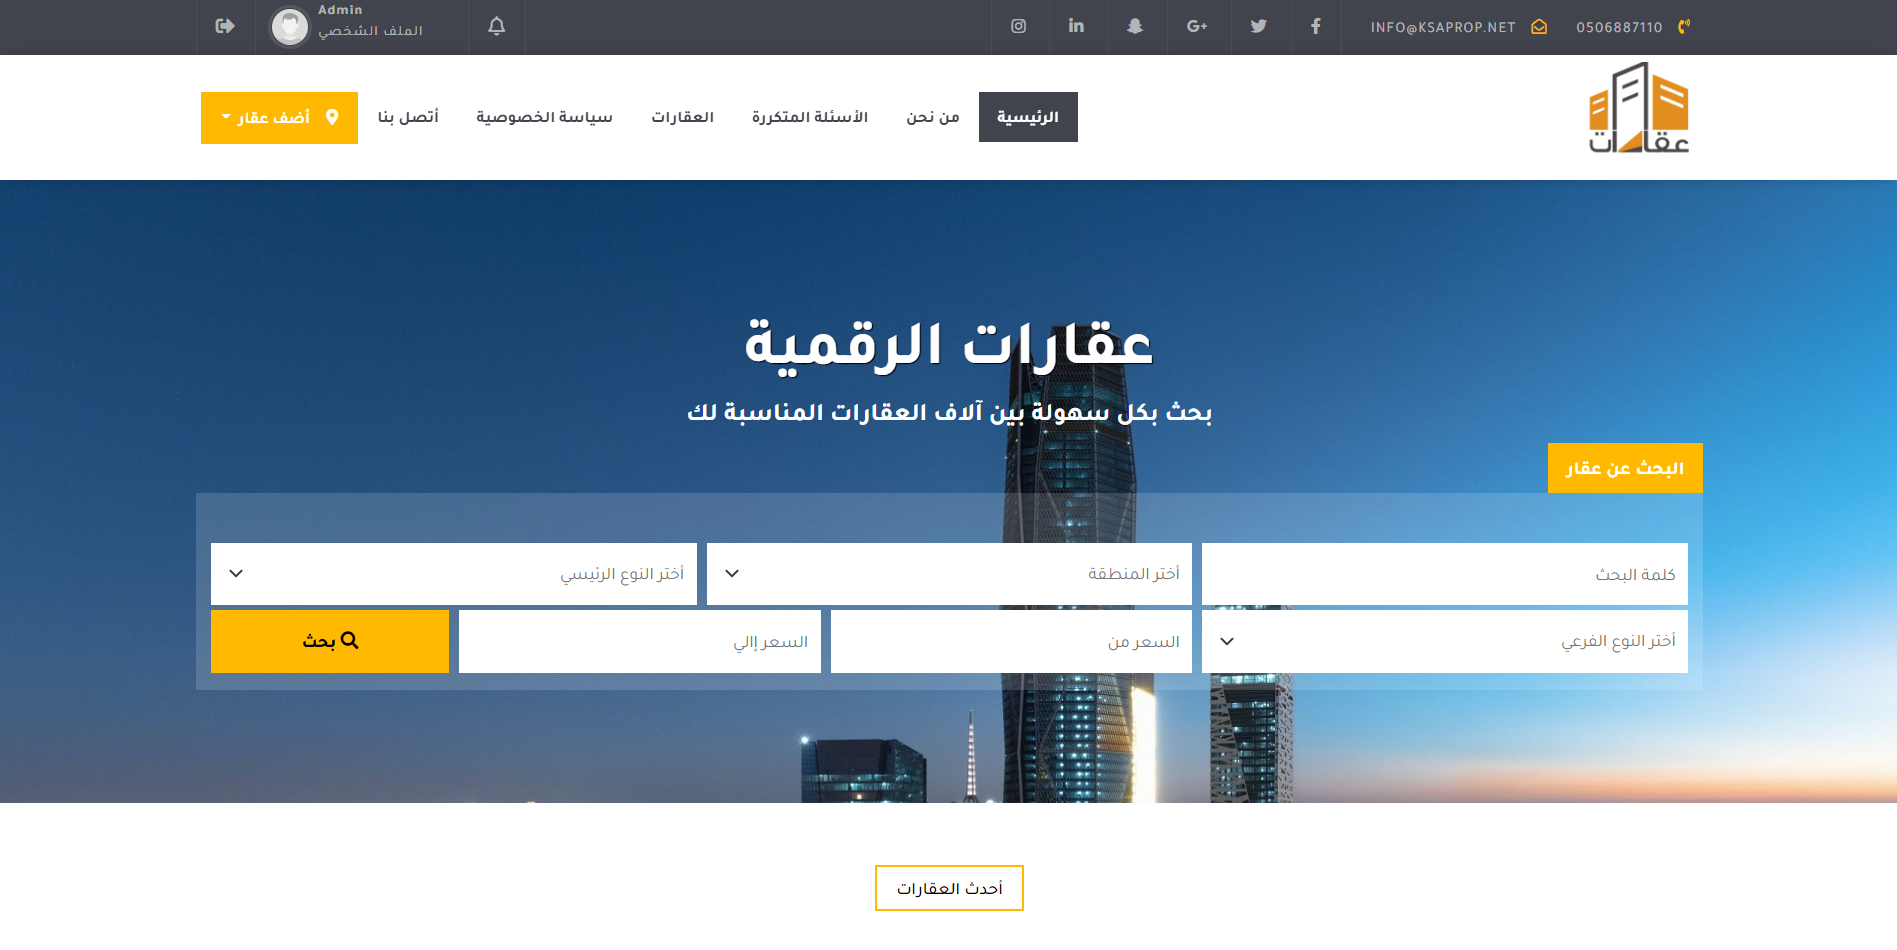 0506887110
INFO@KSAPROP.NET
Admin
الملف الشخصي
عقارات
الرئيسية
من نحن
الأسئلة المتكررة
العقارات
سياسة الخصوصية
أتصل بنا
أضف عقار
عقارات الرقمية
بحث بكل سهولة بين آلاف العقارات المناسبة لك
البحث عن عقار
كلمة البحث
أختر المنطقة
أختر النوع الرئيسي
أختر النوع الفرعي
السعر من
السعر إالي
بحث
أحدث العقارات